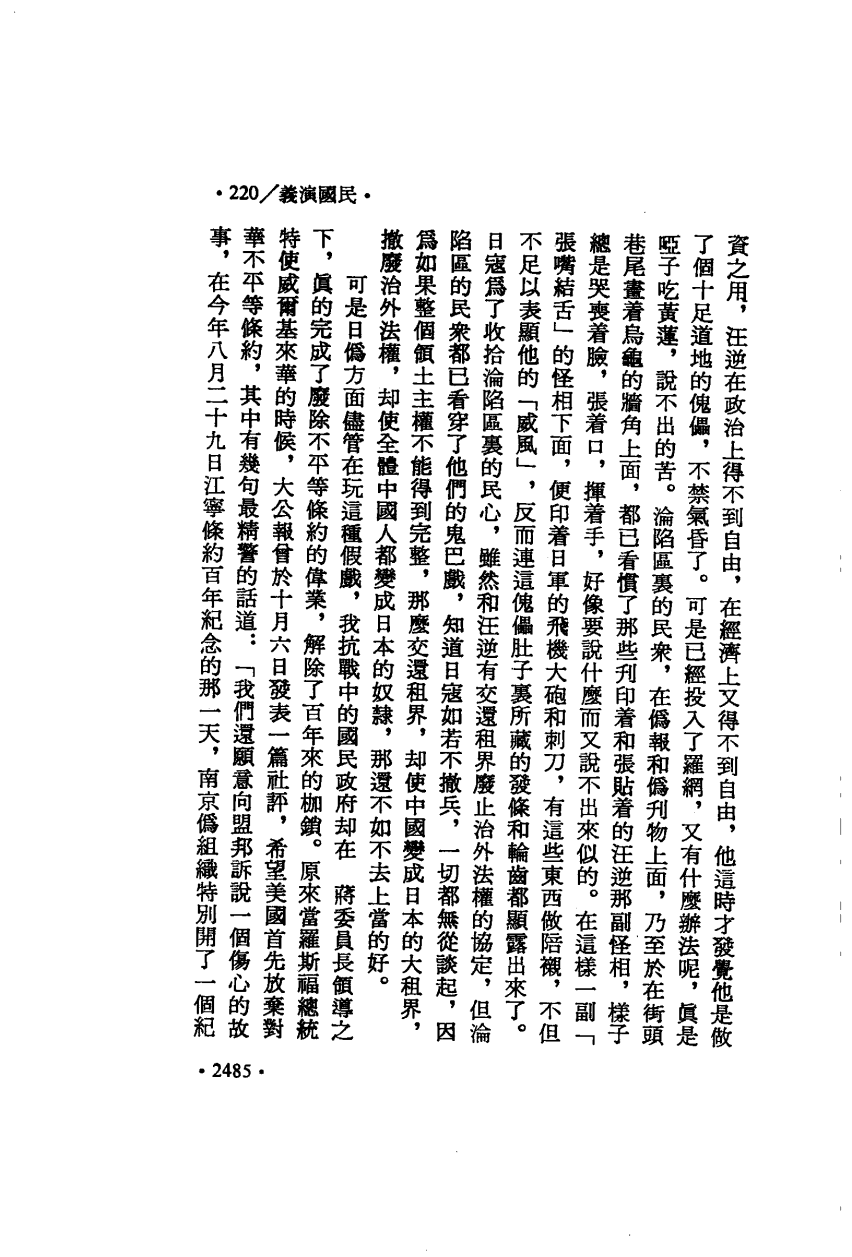 •220/義演國民•
資之用，汪逆在政治上得不到自由，在經濟上又得不到自由，他這時才發覺他是做
了個十足道地的傀儡，不禁氣昏了。可是已經投入了羅網，又有什麼辦法呢，眞是
啞子吃黃蓮，說不出的苦。淪陷區裏的民衆，在僞報和僞刋物上面，乃至於在街頭
巷尾畫着烏龜的牆角上面，都已看慣了那些刋印着和張貼着的汪逆那副怪相，樣子
總是哭喪着臉，張着口，揮着手，好像要說什麼而又說不出來似的。在這樣一副「
張嘴結舌」的怪相下面，便印着日軍的飛機大砲和刺刀，有這些東西做陪襯，不但
不足以表顯他的「威風」，反而連這傀儡肚子裏所藏的發條和輪齒都顯露出來了。
日寇爲了收拾淪陷區裏的民心，雖然和汪逆有交還租界廢止治外法權的協定，但淪
陷區的民衆都已看穿了他們的鬼巴戲，知道日寇如若不撤兵，一切都無從談起，因
爲如果整個領土主權不能得到完整，那麼交還租界，却使中國變成日本的大租界，
撤廢治外法權，却使全體中國人都變成日本的奴隸，那還不如不去上當的好。
可是日僞方面儘管在玩這種假戲，我抗戰中的國民政府却在　蔣委員長領導之
下，眞的完成了廢除不平等條約的偉業，解除了百年來的枷鎖。原來當羅斯福總統
特使威爾基來華的時候，大公報曾於十月六日發表一篇社評，希望美國首先放棄對
華不平等條約，其中有幾句最精警的話道：「我們還願意向盟邦訴說一個傷心的故
事，在今年八月二十九日江寧條約百年紀念的那一天，南京僞組織特別開了一個紀
•2485•